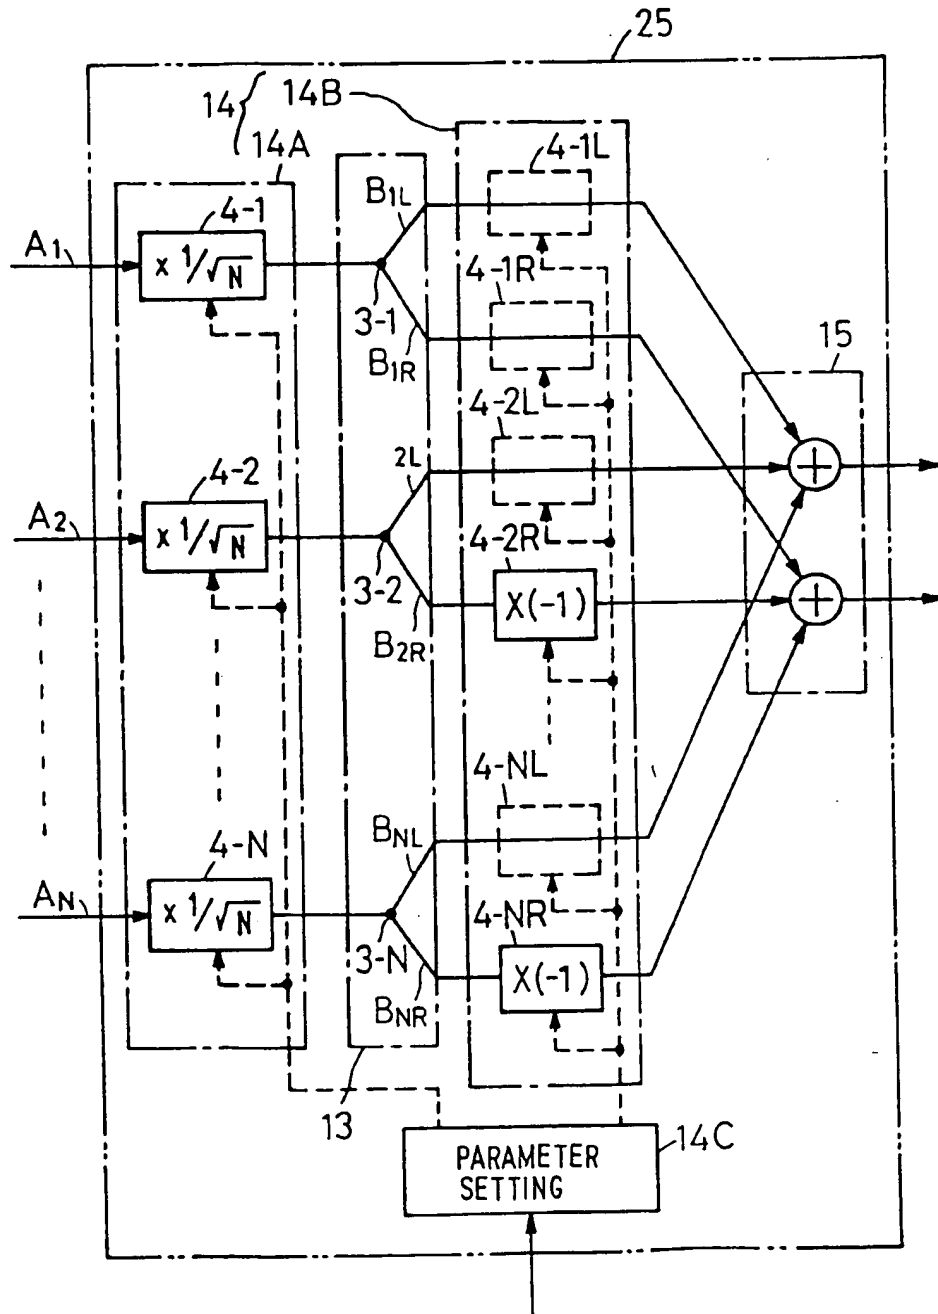 25
14
14B
14A
4-1L
4-1
B1L
A1
× 1/√N
4-1R
3-1
15
B1R
4-2L
4-2
2L
A2
× 1/√N
4-2R
3-2
X(-1)
B2R
4-NL
4-N
BNL
AN
× 1/√N
4-NR
3-N
X(-1)
BNR
13
14C
PARAMETER
SETTING